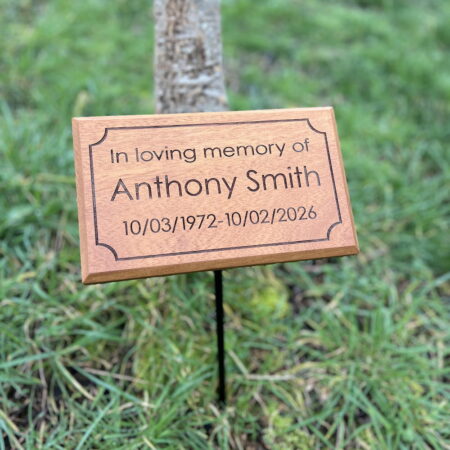 In loving memory of
Anthony Smith
10/03/1972-10/02/2026